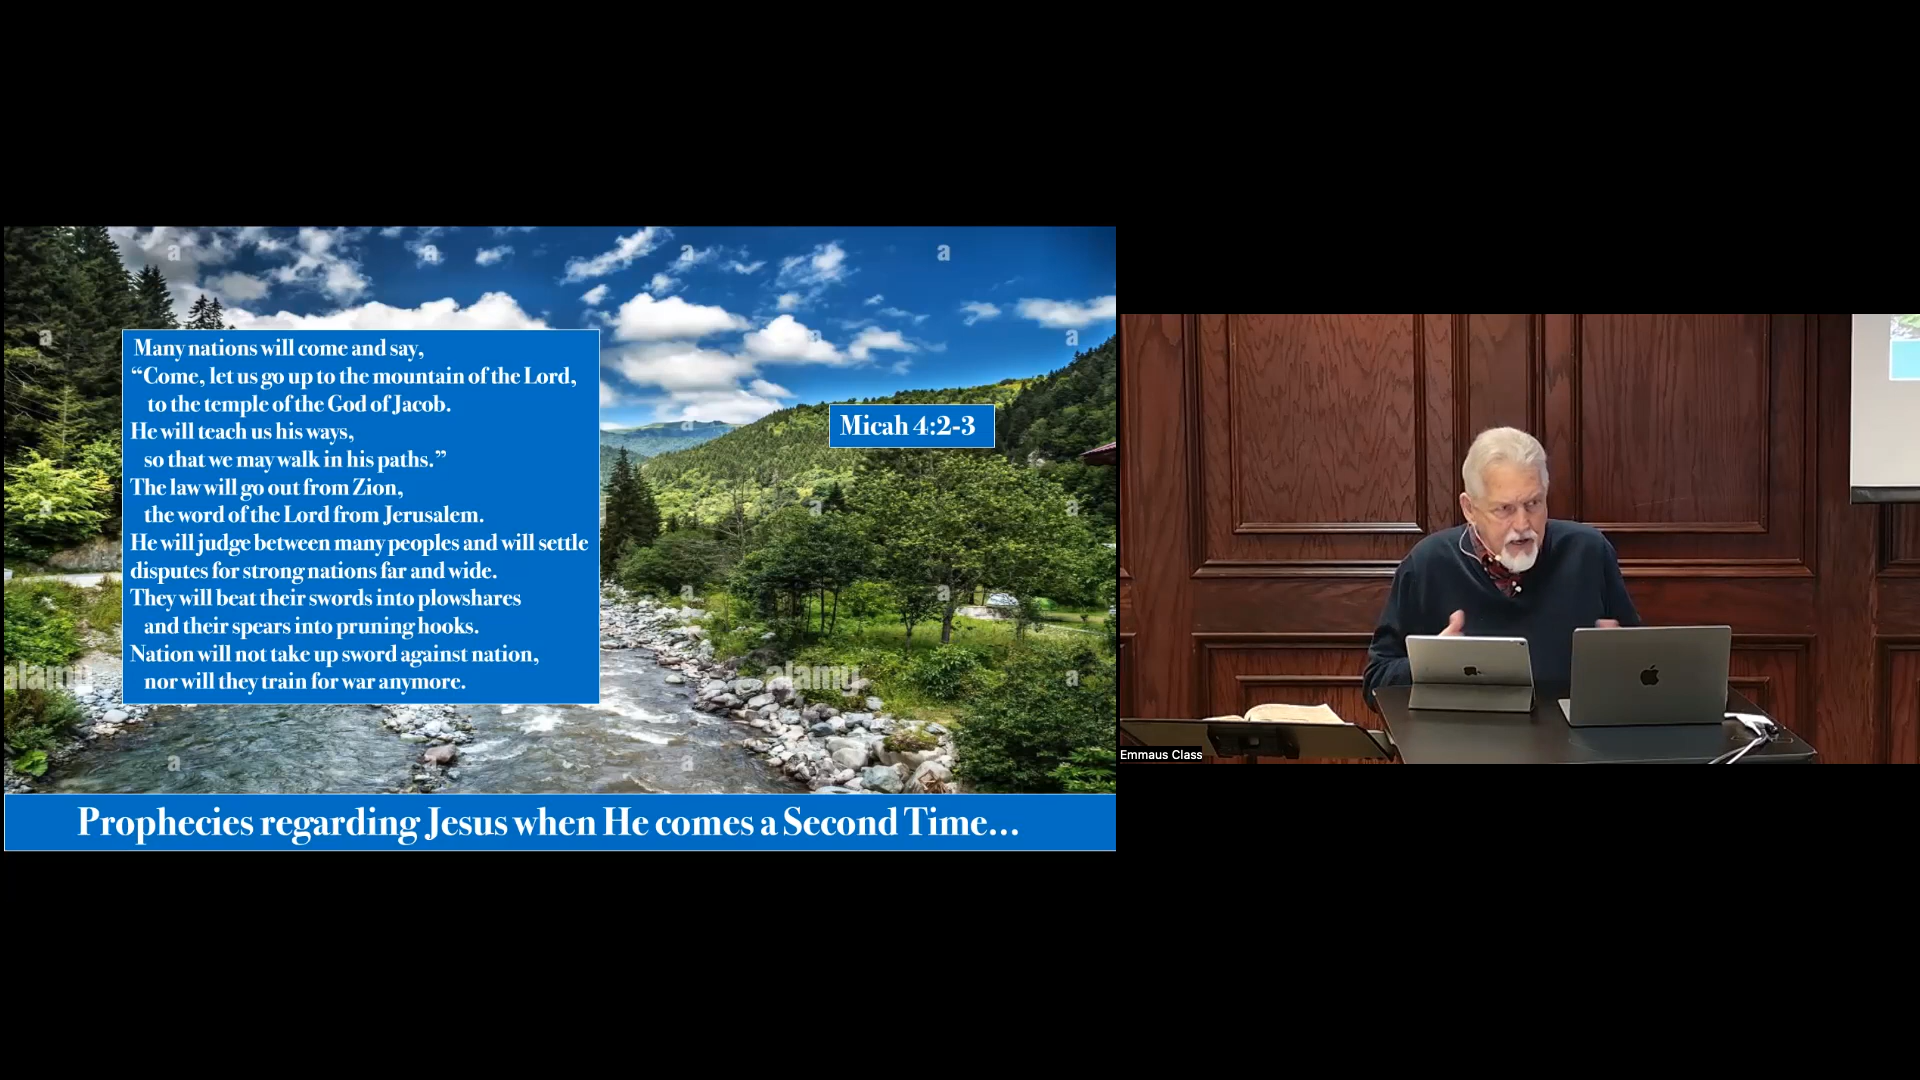 Many nations will come and say,
“Come, let us go up to the mountain of the Lord,
to the temple of the God of Jacob.
He will teach us his ways,
so that we may walk in his paths.”
The law will go out from Zion,
the word of the Lord from Jerusalem.
He will judge between many peoples and will settle
disputes for strong nations far and wide.
They will beat their swords into plowshares
and their spears into pruning hooks.
Nation will not take up sword against nation,
nor will they train for war anymore.
Micah 4:2-3
alamy
alamy
Prophecies regarding Jesus when He comes a Second Time...
Emmaus Class